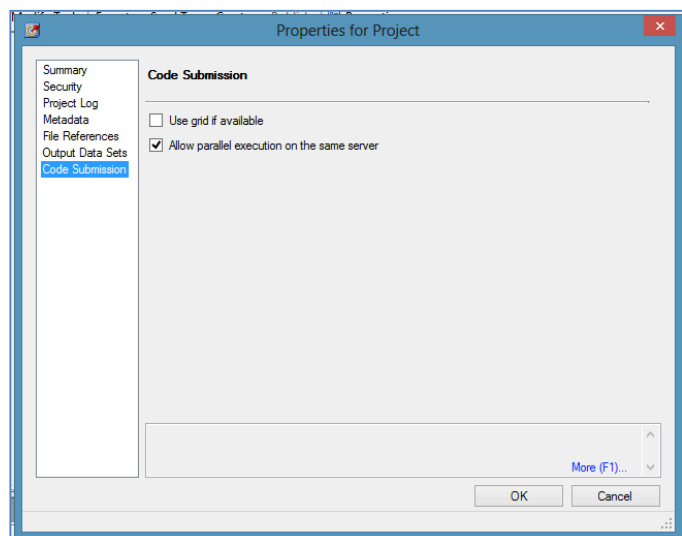 Properties for Project
Summary
Security
Project Log
Metadata
File References
Output Data Sets
Code Submission
Code Submission
Use grid if available
Allow parallel execution on the same server
More (F1)...
OK
Cancel